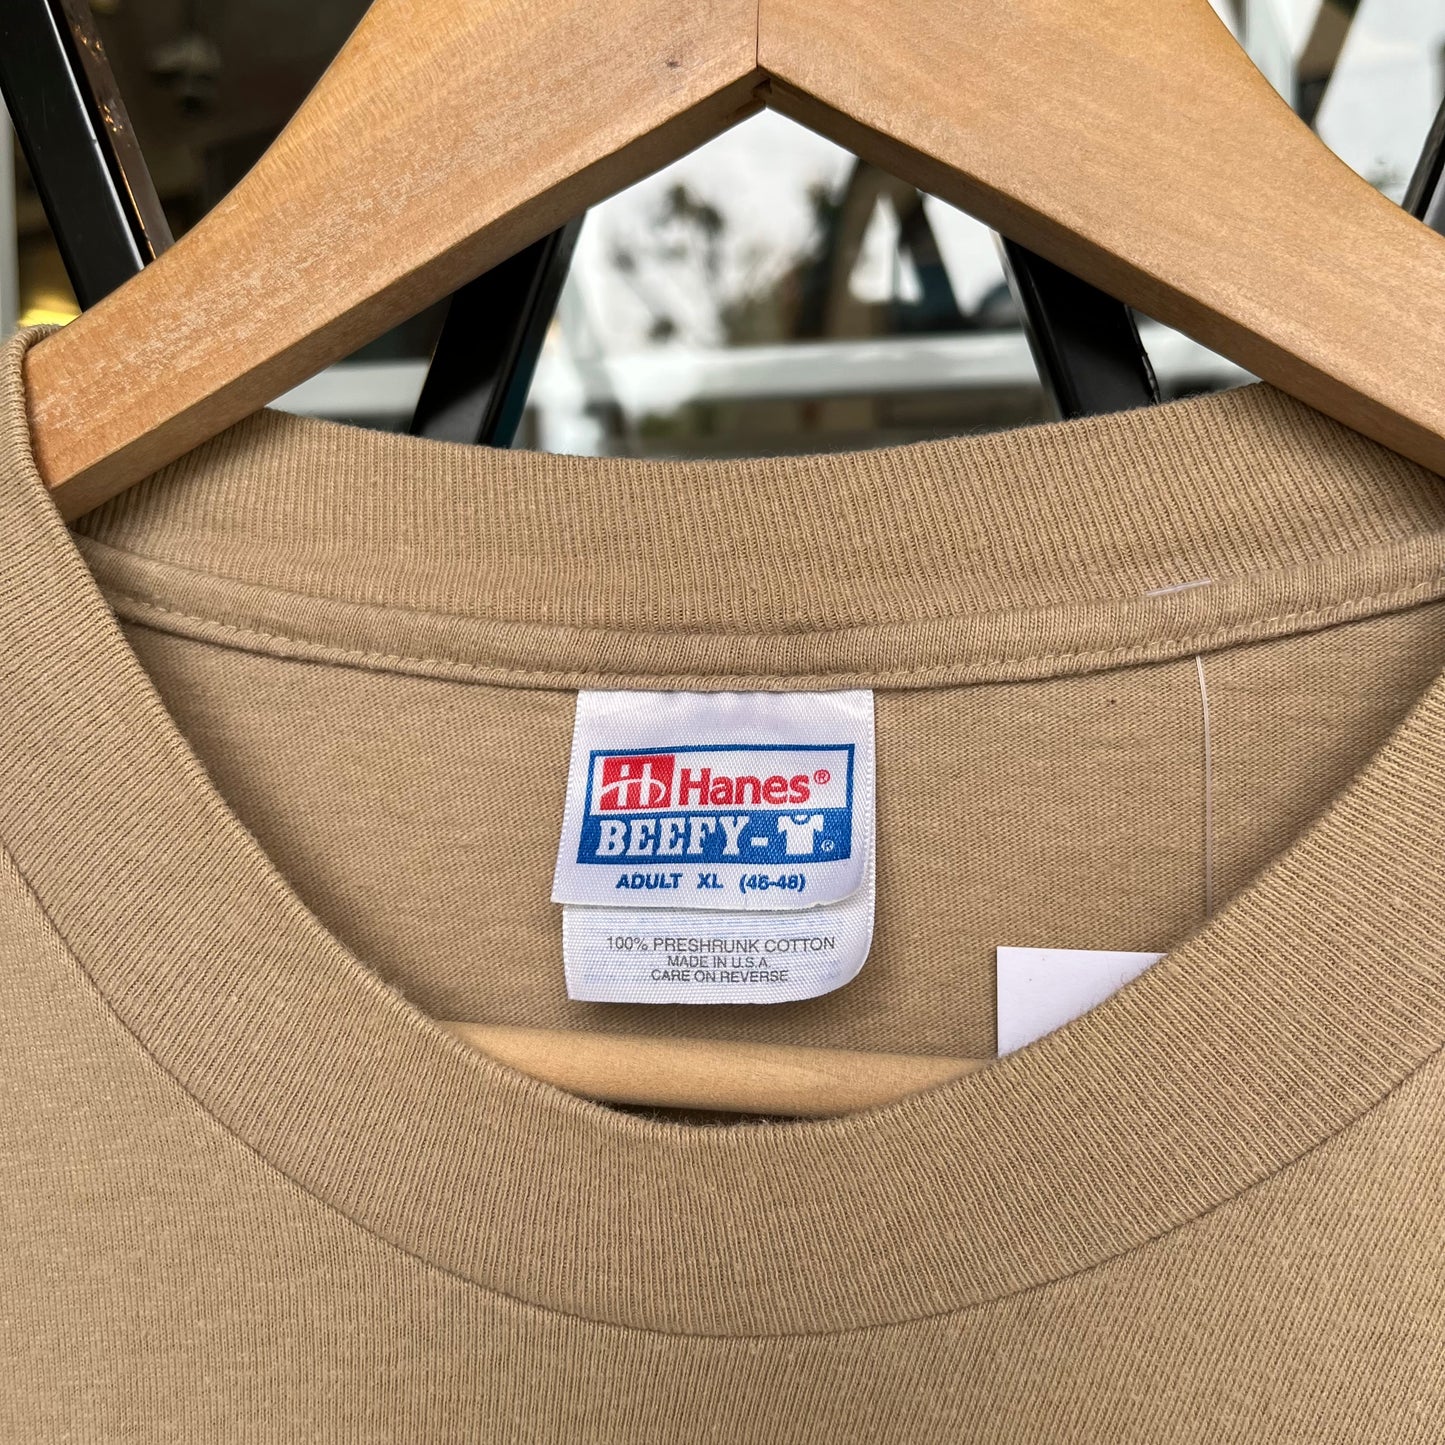 Hanes®
BEEFY-T®
ADULT XL (46-48)
100% PRESHRUNK COTTON
MADE IN U.S.A.
CARE ON REVERSE